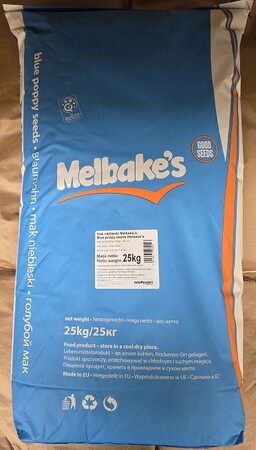 blue poppy seeds • Blaumohn • mak niebieski • голубой мак
GOOD
SEEDS
Melbake's
Mak niebieski Melbake's
Blue poppy seeds Melbake's
Masa netto:
Netto weight: 25kg
net weight • Nettogewicht • waga netto • вес нетто
25kg/25кг
Food product – store in a cool dry place.
Lebensmittelprodukt – an einem kühlen, trockenen Ort gelagert.
Produkt spożywczy, przechowywać w chłodnym i suchym miejscu.
Пищевой продукт, хранить в прохладном и сухом месте.
Made in EU • Hergestellt in EU • Wyprodukowano w UE • Сделано в ЕС